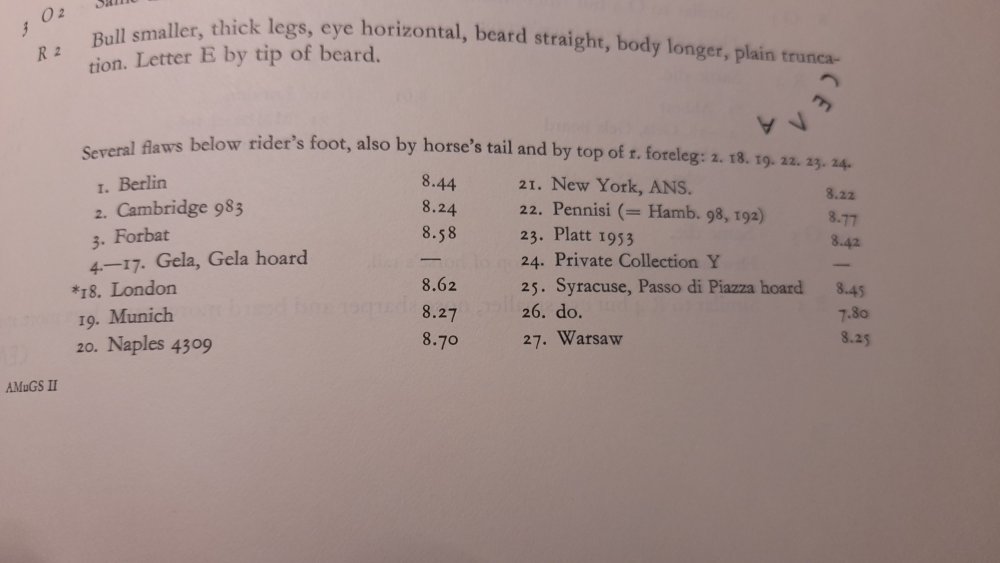 3 O 2
R 2
Bull smaller, thick legs, eye horizontal, beard straight, body longer, plain trunca-
tion. Letter E by tip of beard.
Several flaws below rider's foot, also by horse's tail and by top of r. foreleg: 2. 18. 19. 22. 23. 24.
1. Berlin 8.44
2. Cambridge 983 8.24
3. Forbat 8.58
4.—17. Gela, Gela hoard —
*18. London 8.62
19. Munich 8.27
20. Naples 4309 8.70
21. New York, ANS. 8.22
22. Pennisi (= Hamb. 98, 192) 8.77
23. Platt 1953 8.42
24. Private Collection Y —
25. Syracuse, Passo di Piazza hoard 8.45
26. do. 7.80
27. Warsaw 8.25
AMuGS II